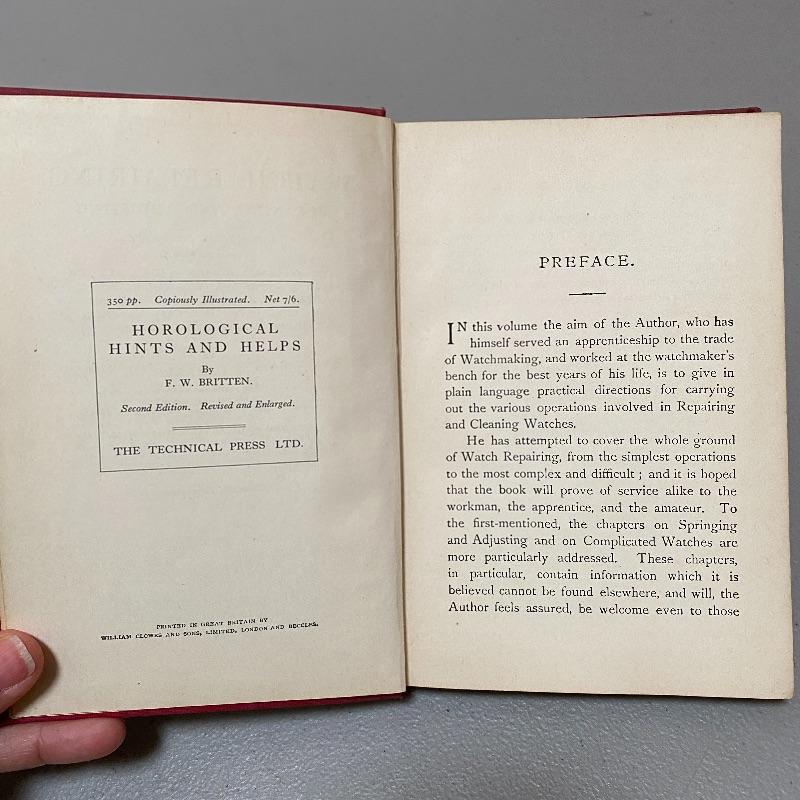 350 pp. Copiously Illustrated. Net 7/6.
HOROLOGICAL
HINTS AND HELPS
By
F. W. BRITTEN.
Second Edition. Revised and Enlarged.
THE TECHNICAL PRESS LTD.
PRINTED IN GREAT BRITAIN BY
WILLIAM CLOWES AND SONS, LIMITED, LONDON AND BECCLES.
PREFACE.
IN this volume the aim of the Author, who has
himself served an apprenticeship to the trade
of Watchmaking, and worked at the watchmaker's
bench for the best years of his life, is to give in
plain language practical directions for carrying
out the various operations involved in Repairing
and Cleaning Watches.
He has attempted to cover the whole ground
of Watch Repairing, from the simplest operations
to the most complex and difficult ; and it is hoped
that the book will prove of service alike to the
workman, the apprentice, and the amateur. To
the first-mentioned, the chapters on Springing
and Adjusting and on Complicated Watches are
more particularly addressed. These chapters,
in particular, contain information which it is
believed cannot be found elsewhere, and will, the
Author feels assured, be welcome even to those